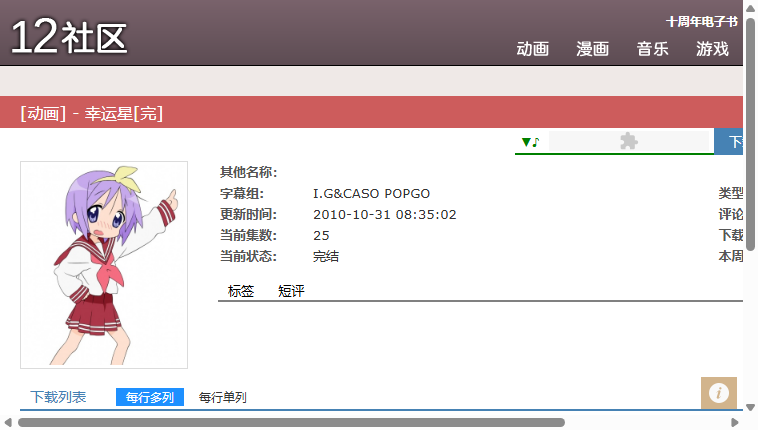 12社区
十周年电子书
动画 漫画 音乐 游戏
[动画] - 幸运星[完]
▼♪
其他名称:
字幕组: I.G&CASO POPGO 类型
更新时间: 2010-10-31 08:35:02 评论
当前集数: 25 下载
当前状态: 完结 本周
标签 短评
下载列表 每行多列 每行单列